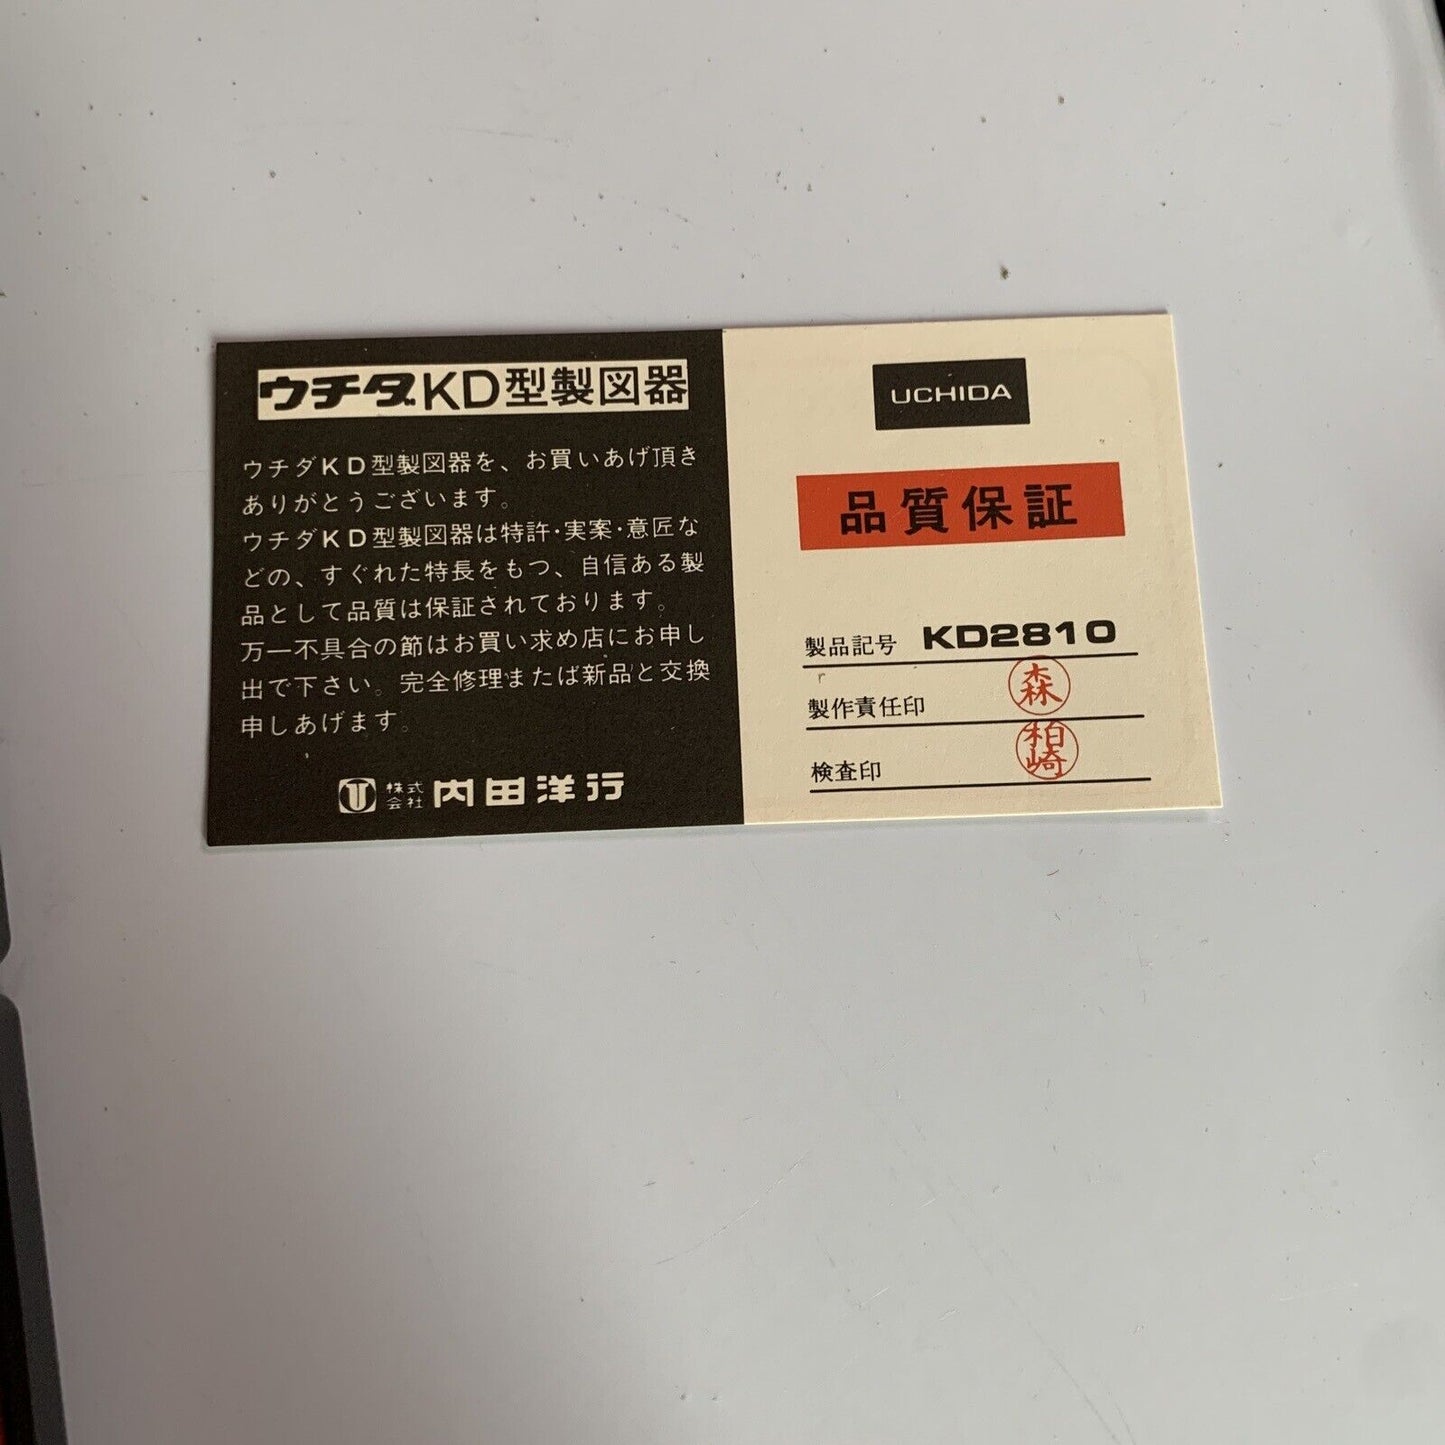 ウチダKD型製図器
ウチダKD型製図器を、お買いあげ頂き
ありがとうございます。
ウチダKD型製図器は特許・実案・意匠な
どの、すぐれた特長をもつ、自信ある製
品として品質は保証されております。
万一不具合の節はお買い求め店にお申し
出で下さい。完全修理または新品と交換
申しあげます。
株式会社 内田洋行
UCHIDA
品質保証
製品記号 KD2810
製作責任印 森
検査印 柏崎